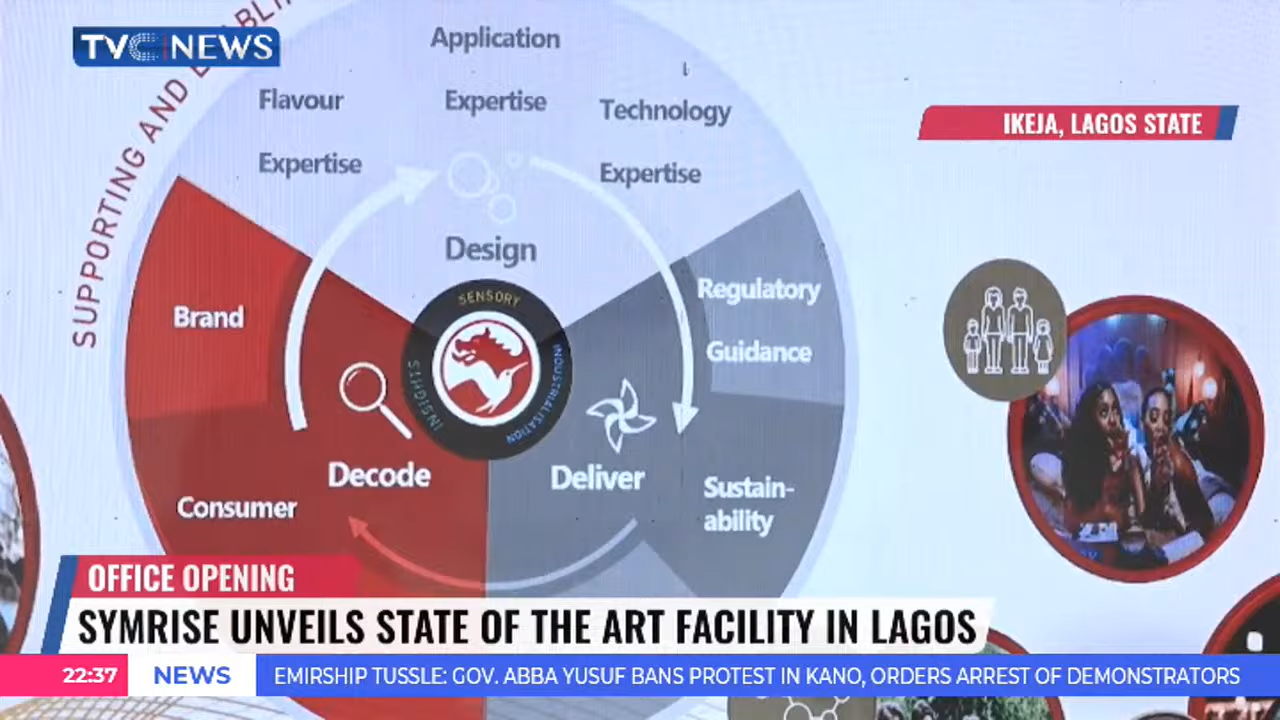 TVC NEWS
SUPPORTING AND
IKEJA, LAGOS STATE
Application
Expertise
Flavour
Expertise
Technology
Expertise
Design
Brand
Regulatory
Guidance
SENSORY
INSIGHTS
INDUSTRIALISATION
Decode
Deliver
Consumer
Sustain-
ability
OFFICE OPENING
SYMRISE UNVEILS STATE OF THE ART FACILITY IN LAGOS
22:37
NEWS
EMIRSHIP TUSSLE: GOV. ABBA YUSUF BANS PROTEST IN KANO, ORDERS ARREST OF DEMONSTRATORS